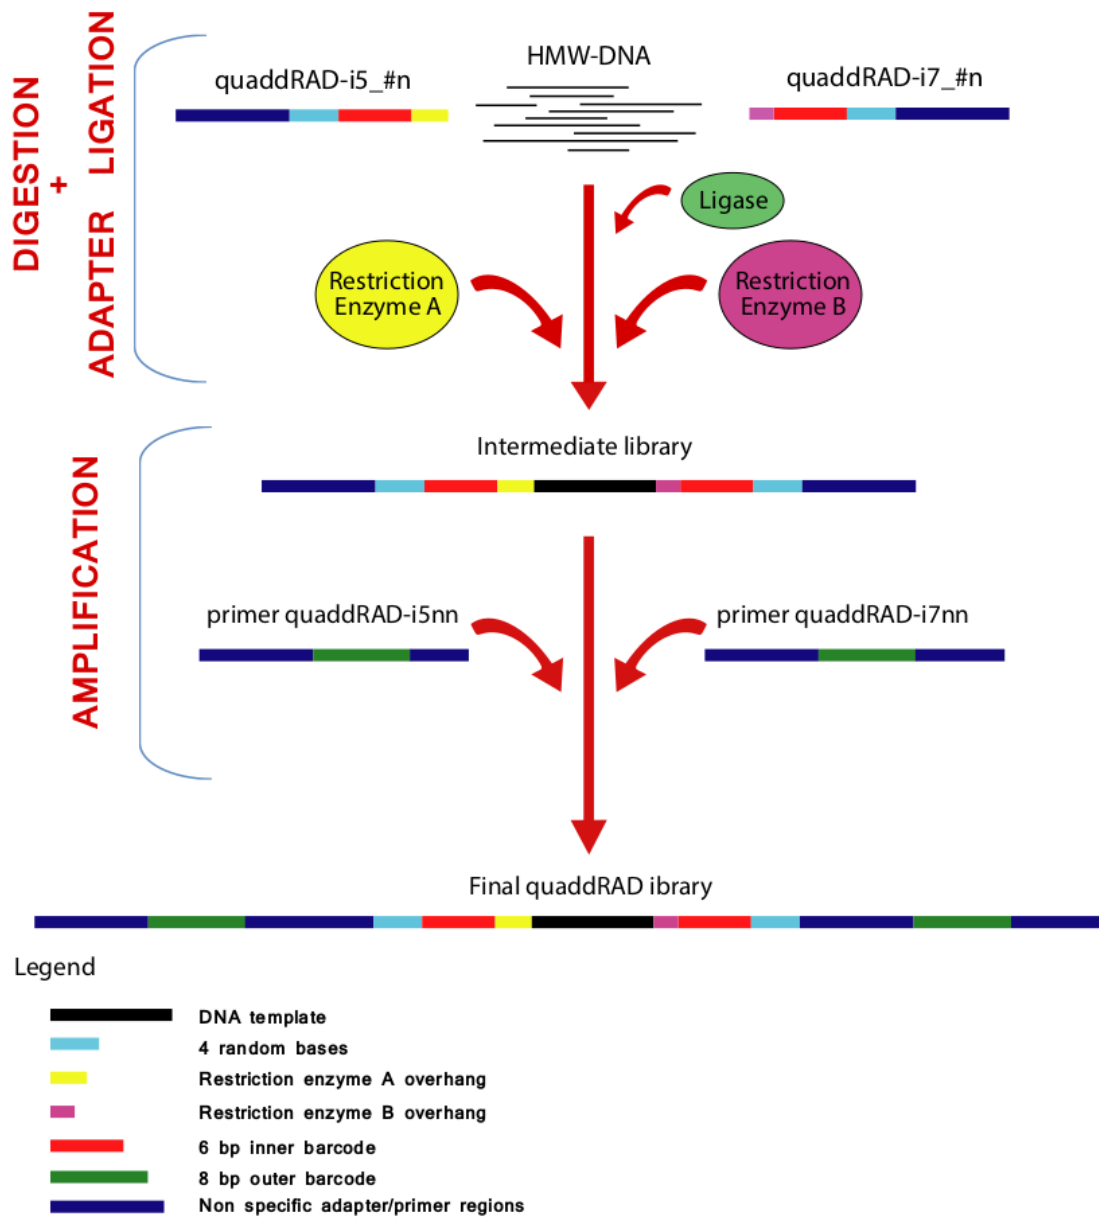 DIGESTION
+
ADAPTER LIGATION
quaddRAD-i5_#n
HMW-DNA
quaddRAD-i7_#n
Ligase
Restriction
Enzyme A
Restriction
Enzyme B
AMPLIFICATION
Intermediate library
primer quaddRAD-i5nn
primer quaddRAD-i7nn
Final quaddRAD ibrary
Legend
DNA template
4 random bases
Restriction enzyme A overhang
Restriction enzyme B overhang
6 bp inner barcode
8 bp outer barcode
Non specific adapter/primer regions